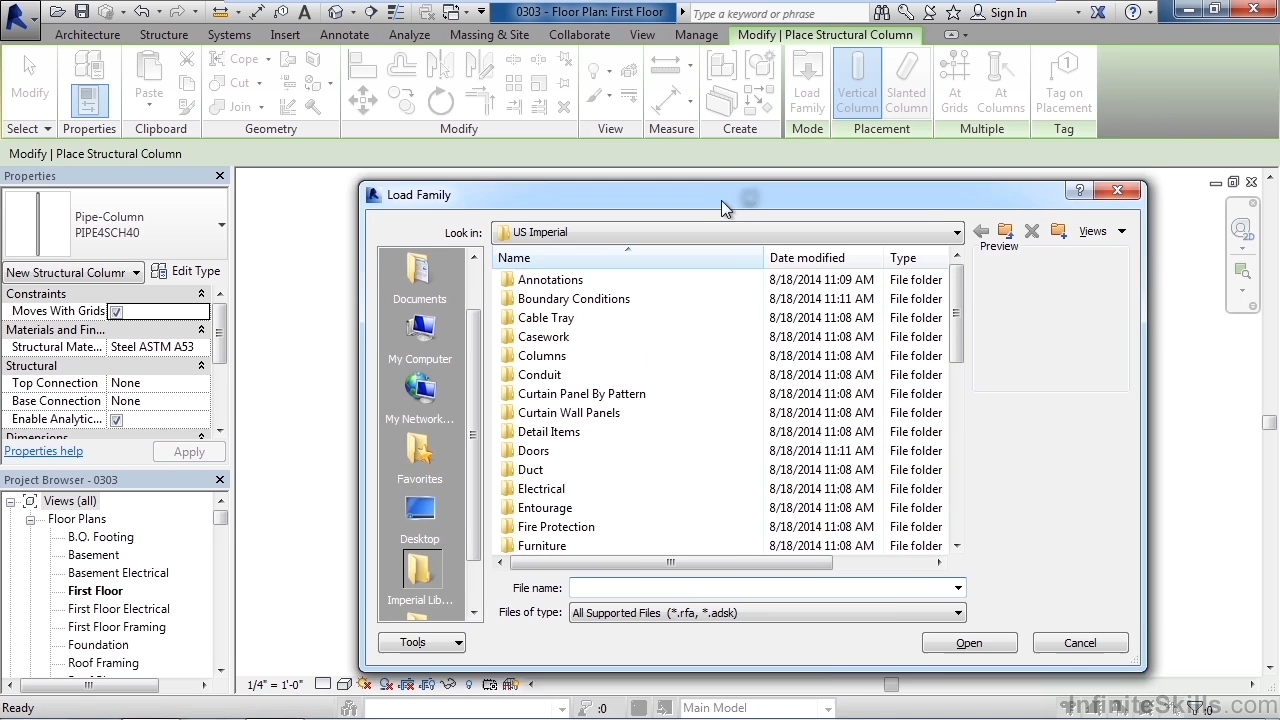 0303 - Floor Plan: First Floor
Type a keyword or phrase
Sign In
Architecture
Structure
Systems
Insert
Annotate
Analyze
Massing & Site
Collaborate
View
Manage
Modify | Place Structural Column
Modify
Paste
Cope
Cut
Join
Load Family
Vertical Column
Slanted Column
At Grids
At Columns
Tag on Placement
Select
Properties
Clipboard
Geometry
Modify
View
Measure
Create
Mode
Placement
Multiple
Tag
Modify | Place Structural Column
Properties
Pipe-Column
PIPE4SCH40
New Structural Column
Edit Type
Constraints
Moves With Grids
Materials and Fin...
Structural Mate... Steel ASTM A53
Structural
Top Connection None
Base Connection None
Enable Analytic...
Dimensions
Properties help
Apply
Project Browser - 0303
Views (all)
Floor Plans
B.O. Footing
Basement
Basement Electrical
First Floor
First Floor Electrical
First Floor Framing
Foundation
Roof Framing
Load Family
Look in: US Imperial
Views
Preview
Documents
My Computer
My Network...
Favorites
Desktop
Imperial Lib...
Name Date modified Type
Annotations 8/18/2014 11:09 AM File folder
Boundary Conditions 8/18/2014 11:11 AM File folder
Cable Tray 8/18/2014 11:08 AM File folder
Casework 8/18/2014 11:08 AM File folder
Columns 8/18/2014 11:08 AM File folder
Conduit 8/18/2014 11:08 AM File folder
Curtain Panel By Pattern 8/18/2014 11:08 AM File folder
Curtain Wall Panels 8/18/2014 11:08 AM File folder
Detail Items 8/18/2014 11:08 AM File folder
Doors 8/18/2014 11:11 AM File folder
Duct 8/18/2014 11:08 AM File folder
Electrical 8/18/2014 11:08 AM File folder
Entourage 8/18/2014 11:08 AM File folder
Fire Protection 8/18/2014 11:08 AM File folder
Furniture 8/18/2014 11:08 AM File folder
File name:
Files of type: All Supported Files (*.rfa, *.adsk)
Tools
Open
Cancel
2D
1/4" = 1'-0"
Ready
:0
Main Model
:0
InfiniteSkills.com